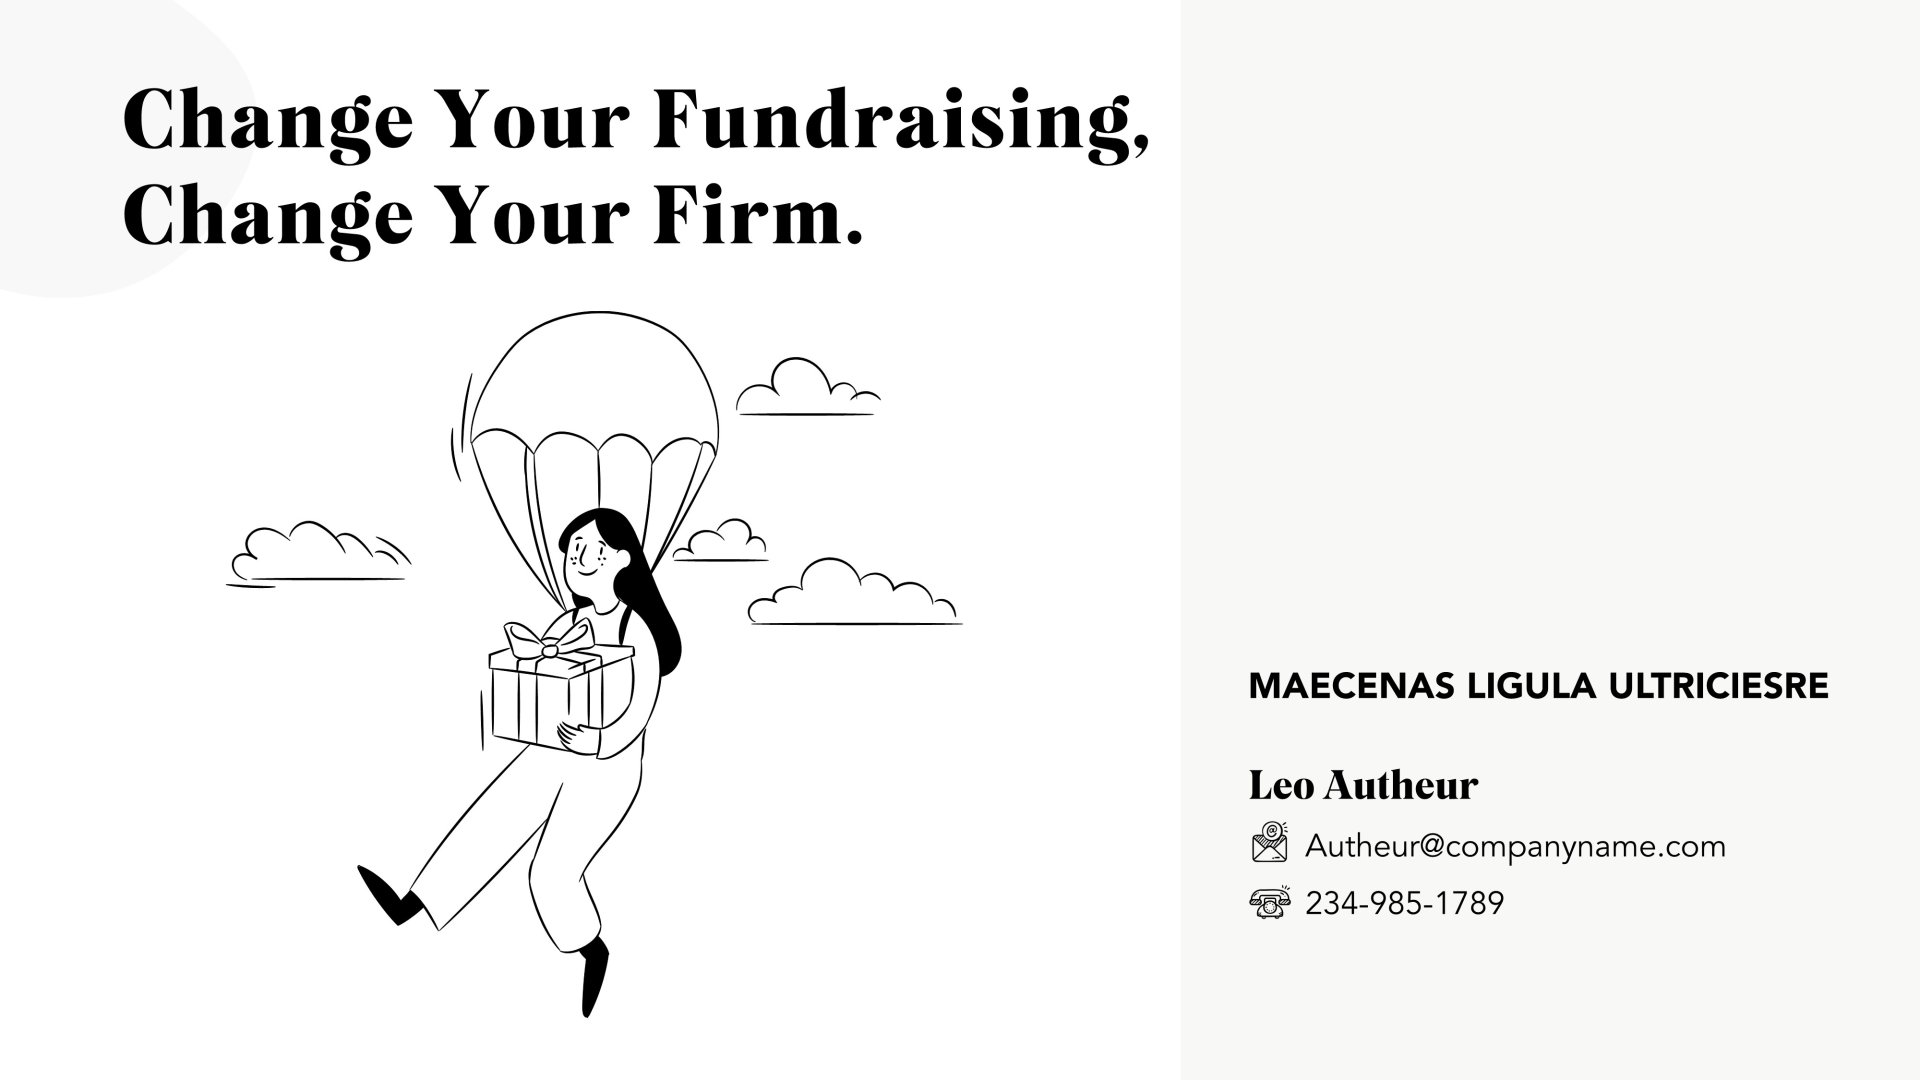 Change Your Fundraising,
Change Your Firm.
MAECENAS LIGULA ULTRICIESRE
Leo Autheur
Autheur@companyname.com
234-985-1789